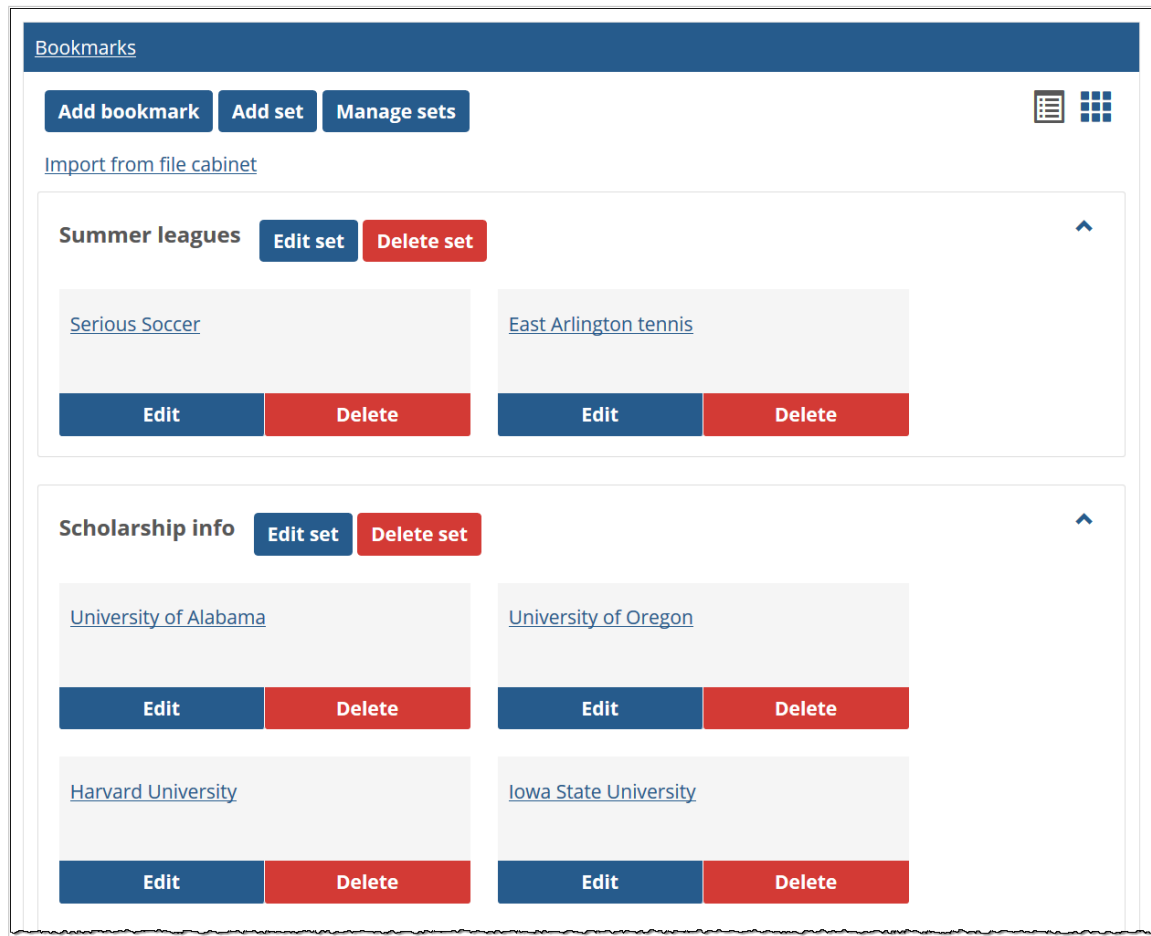 Bookmarks
Add bookmark Add set Manage sets
Import from file cabinet
Summer leagues Edit set Delete set
Serious Soccer East Arlington tennis
Edit Delete Edit Delete
Scholarship info Edit set Delete set
University of Alabama University of Oregon
Edit Delete Edit Delete
Harvard University Iowa State University
Edit Delete Edit Delete